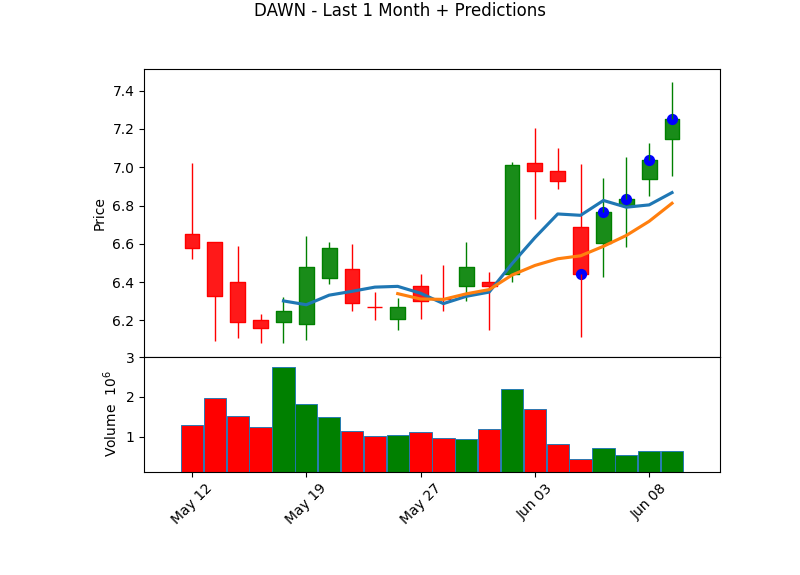 DAWN - Last 1 Month + Predictions
7.4
7.2
7.0
6.8
6.6
6.4
6.2
Price
3
2
1
Volume 10^6
May 12
May 19
May 27
Jun 03
Jun 08